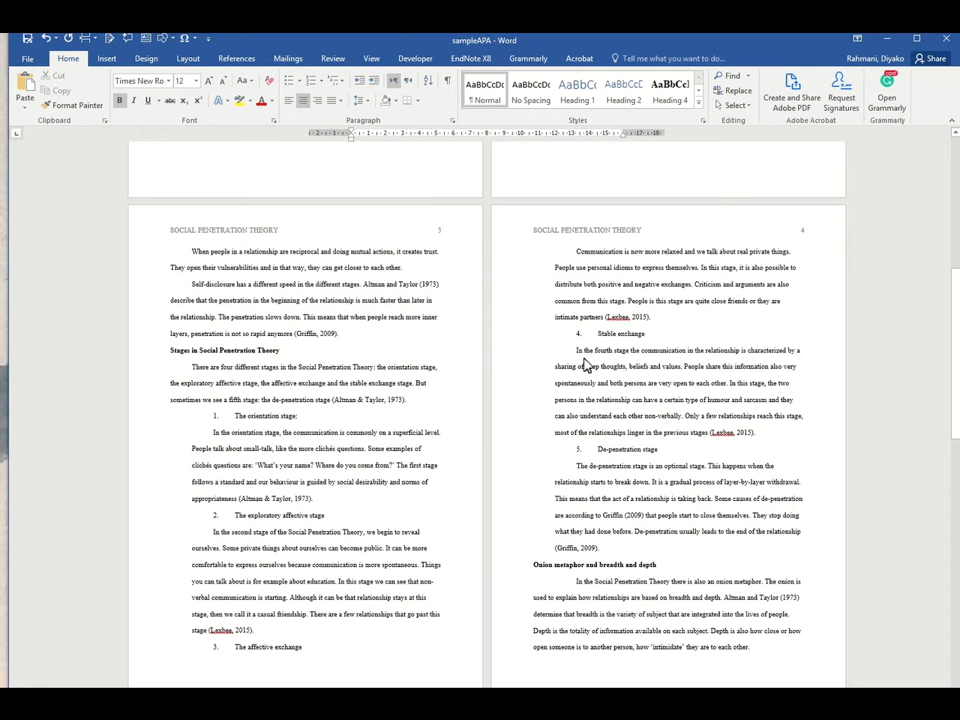 sampleAPA - Word
File Home Insert Design Layout References Mailings Review View Developer EndNote X8 Grammarly Acrobat Tell me what you want to do... Rahmani, Diyako Share
Paste
Cut
Copy
Format Painter
Clipboard
Times New Ro 12
B I U abc
Font
Paragraph
AaBbCcDc AaBbCcDc AaBbC AaBbCc AaBbCc
¶ Normal No Spacing Heading 1 Heading 2 Heading 4
Styles
Find
Replace
Select
Editing
Create and Share
Adobe PDF
Request
Signatures
Adobe Acrobat
Open
Grammarly
Grammarly
SOCIAL PENETRATION THEORY 3
When people in a relationship are reciprocal and doing mutual actions, it creates trust.
They open their vulnerabilities and in that way, they can get closer to each other.
Self-disclosure has a different speed in the different stages. Altman and Taylor (1973)
describe that the penetration in the beginning of the relationship is much faster than later in
the relationship. The penetration slows down. This means that when people reach more inner
layers, penetration is not so rapid anymore (Griffin, 2009).
Stages in Social Penetration Theory
There are four different stages in the Social Penetration Theory: the orientation stage,
the exploratory affective stage, the affective exchange and the stable exchange stage. But
sometimes we see a fifth stage: the de-penetration stage (Altman & Taylor, 1973).
1. The orientation stage:
In the orientation stage, the communication is commonly on a superficial level.
People talk about small-talk, like the more clichés questions. Some examples of
clichés questions are: ‘What’s your name? Where do you come from?’ The first stage
follows a standard and our behaviour is guided by social desirability and norms of
appropriateness (Altman & Taylor, 1973).
2. The exploratory affective stage
In the second stage of the Social Penetration Theory, we begin to reveal
ourselves. Some private things about ourselves can become public. It can be more
comfortable to express ourselves because communication is more spontaneous. Things
you can talk about is for example about education. In this stage we can see that non-
verbal communication is starting. Although it can be that relationship stays at this
stage, then we call it a casual friendship. There are a few relationships that go past this
stage (Lexbee, 2015).
3. The affective exchange
SOCIAL PENETRATION THEORY 4
Communication is now more relaxed and we talk about real private things.
People use personal idioms to express themselves. In this stage, it is also possible to
distribute both positive and negative exchanges. Criticism and arguments are also
common from this stage. People is this stage are quite close friends or they are
intimate partners (Lexbee, 2015).
4. Stable exchange
In the fourth stage the communication in the relationship is characterized by a
sharing of thoughts, beliefs and values. People share this information also very
spontaneously and both persons are very open to each other. In this stage, the two
persons in the relationship can have a certain type of humour and sarcasm and they
can also understand each other non-verbally. Only a few relationships reach this stage,
most of the relationships linger in the previous stages (Lexbee, 2015).
5. De-penetration stage
The de-penetration stage is an optional stage. This happens when the
relationship starts to break down. It is a gradual process of layer-by-layer withdrawal.
This means that the act of a relationship is taking back. Some causes of de-penetration
are according to Griffin (2009) that people start to close themselves. They stop doing
what they had done before. De-penetration usually leads to the end of the relationship
(Griffin, 2009).
Onion metaphor and breadth and depth
In the Social Penetration Theory there is also an onion metaphor. The onion is
used to explain how relationships are based on breadth and depth. Altman and Taylor (1973)
determine that breadth is the variety of subject that are integrated into the lives of people.
Depth is the totality of information available on each subject. Depth is also how close or how
open someone is to another person, how ‘intimidate’ they are to each other.